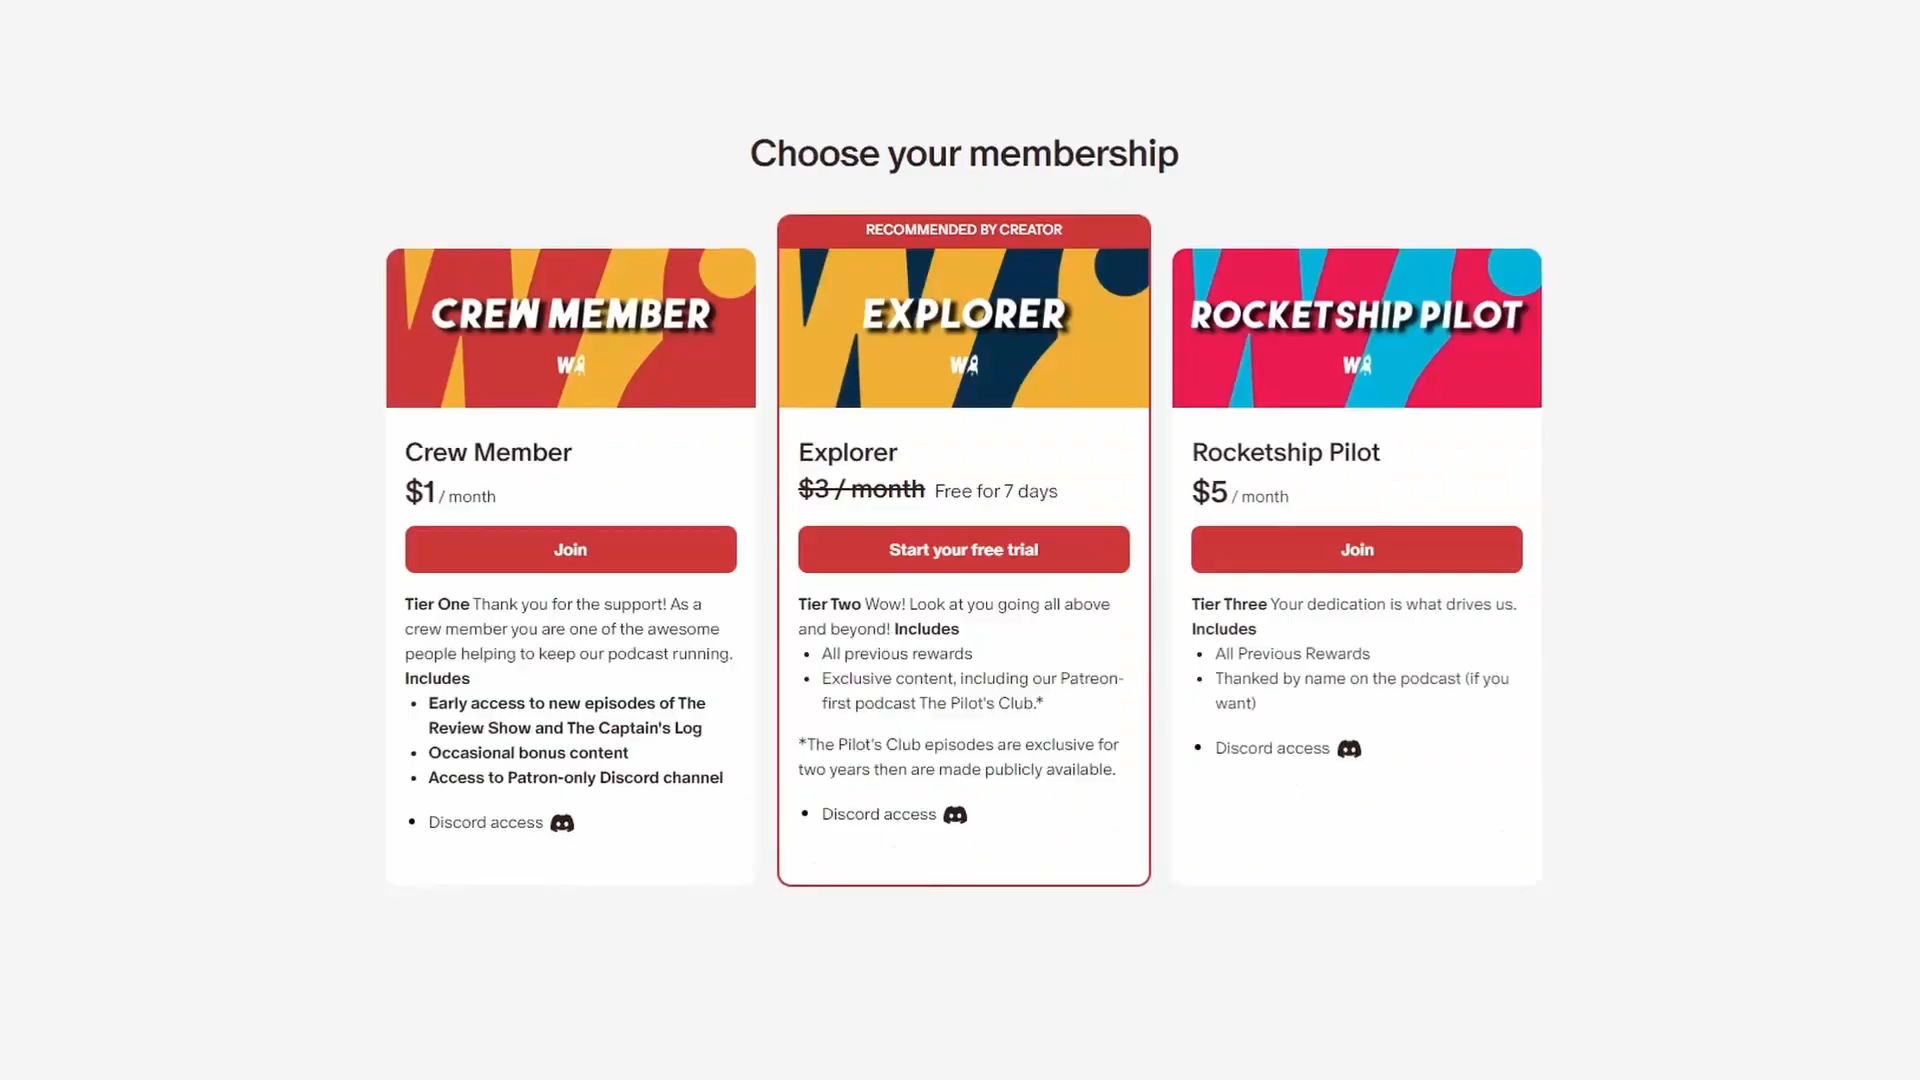 Choose your membership
RECOMMENDED BY CREATOR
CREW MEMBER
W
Crew Member
$1 / month
Join
Tier One Thank you for the support! As a
crew member you are one of the awesome
people helping to keep our podcast running.
Includes
• Early access to new episodes of The
Review Show and The Captain's Log
• Occasional bonus content
• Access to Patron-only Discord channel
• Discord access
EXPLORER
W
Explorer
$3 / month Free for 7 days
Start your free trial
Tier Two Wow! Look at you going all above
and beyond! Includes
• All previous rewards
• Exclusive content, including our Patreon-
first podcast The Pilot's Club.*
*The Pilot's Club episodes are exclusive for
two years then are made publicly available.
• Discord access
ROCKETSHIP PILOT
W
Rocketship Pilot
$5 / month
Join
Tier Three Your dedication is what drives us.
Includes
• All Previous Rewards
• Thanked by name on the podcast (if you
want)
• Discord access